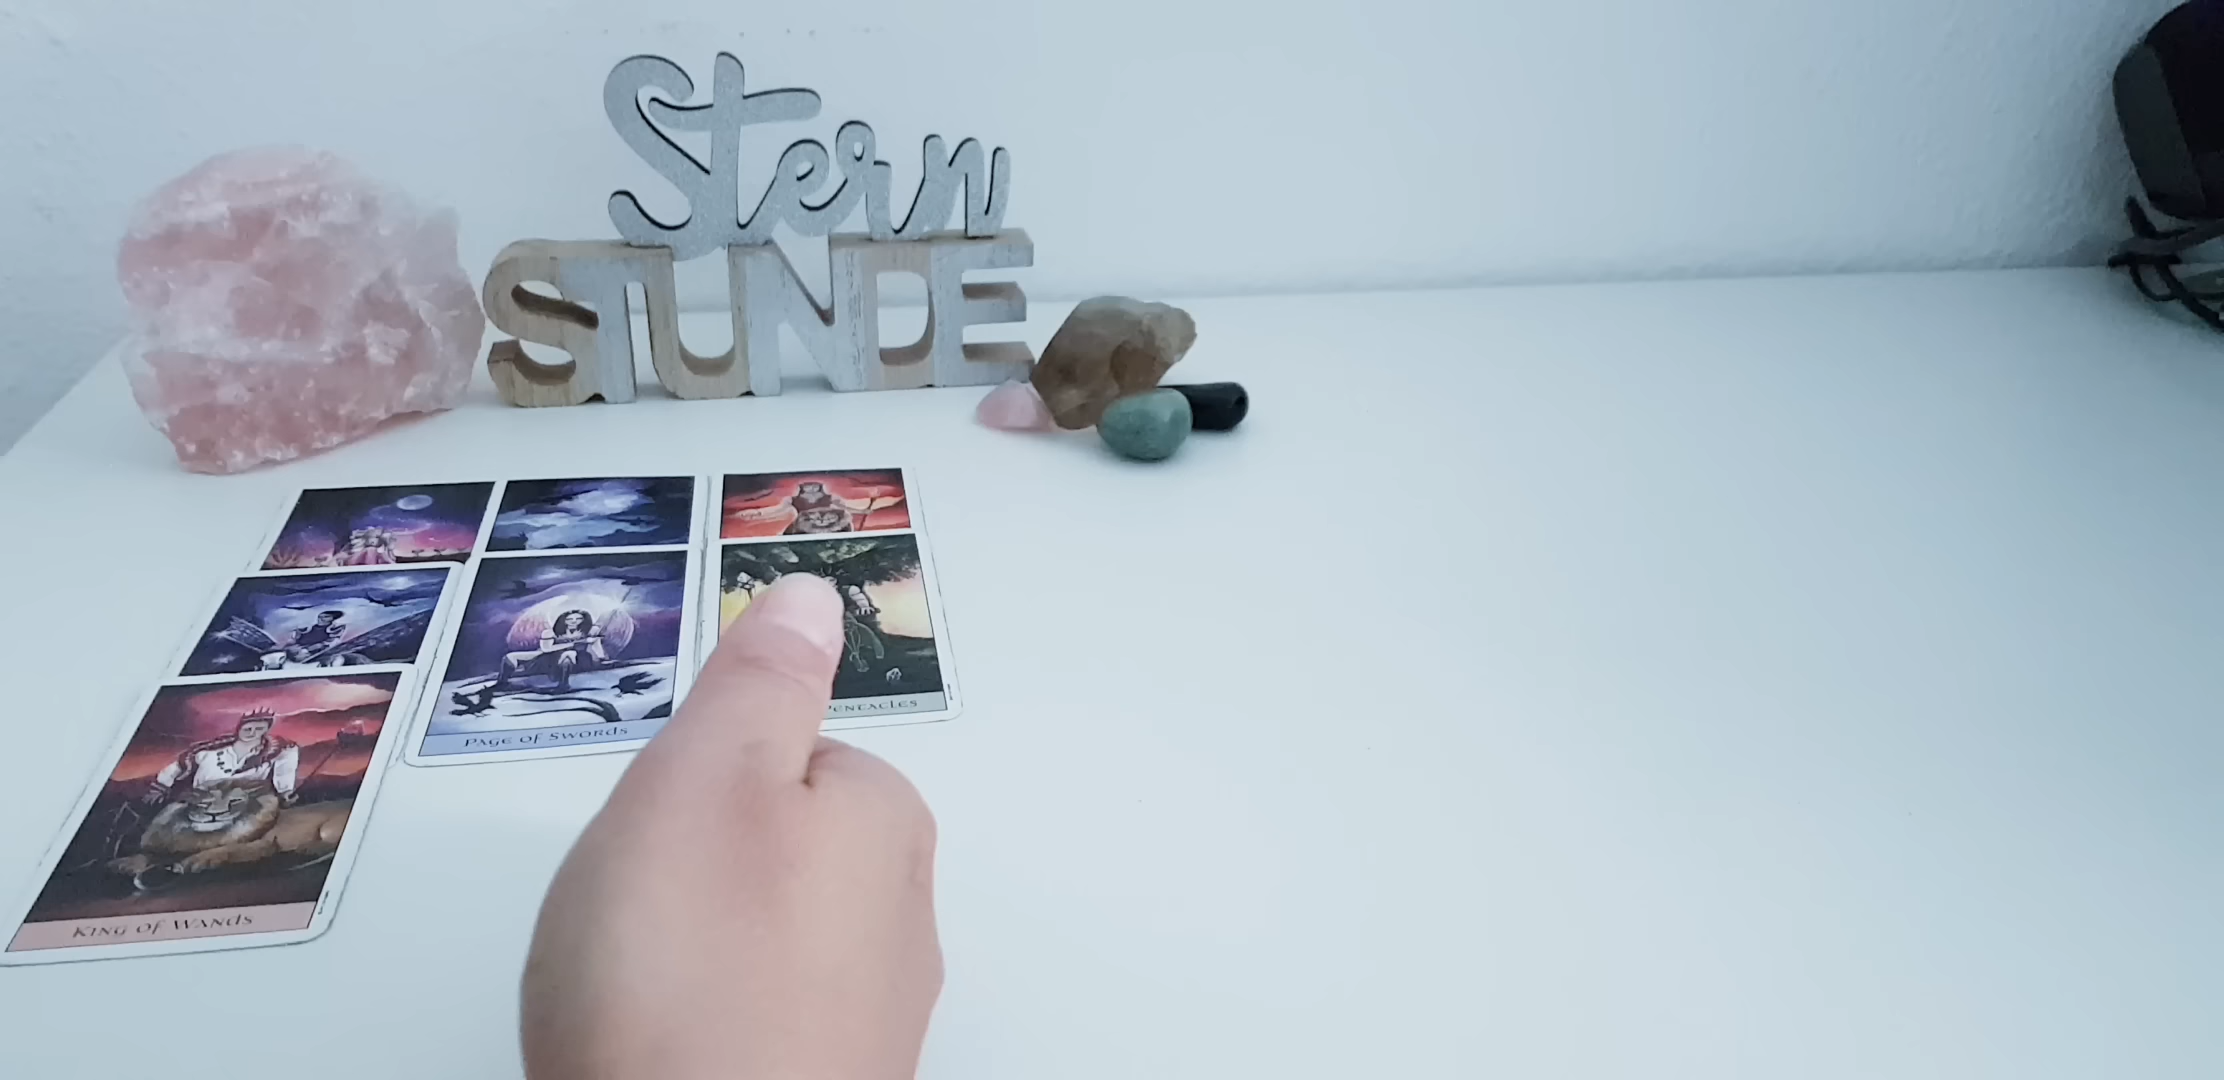 Stern
STUNDE
PENTACLES
PAGE OF SWORDS
KING OF WANDS